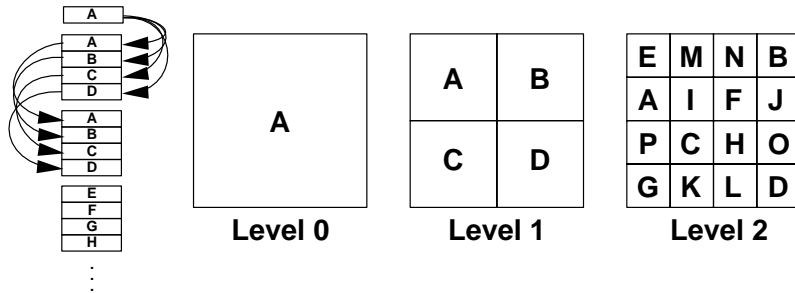 A
A
B
C
D
A
B
C
D
E
F
G
H
.
.
.
A
Level 0
A B
C D
Level 1
E M N B
A I F J
P C H O
G K L D
Level 2